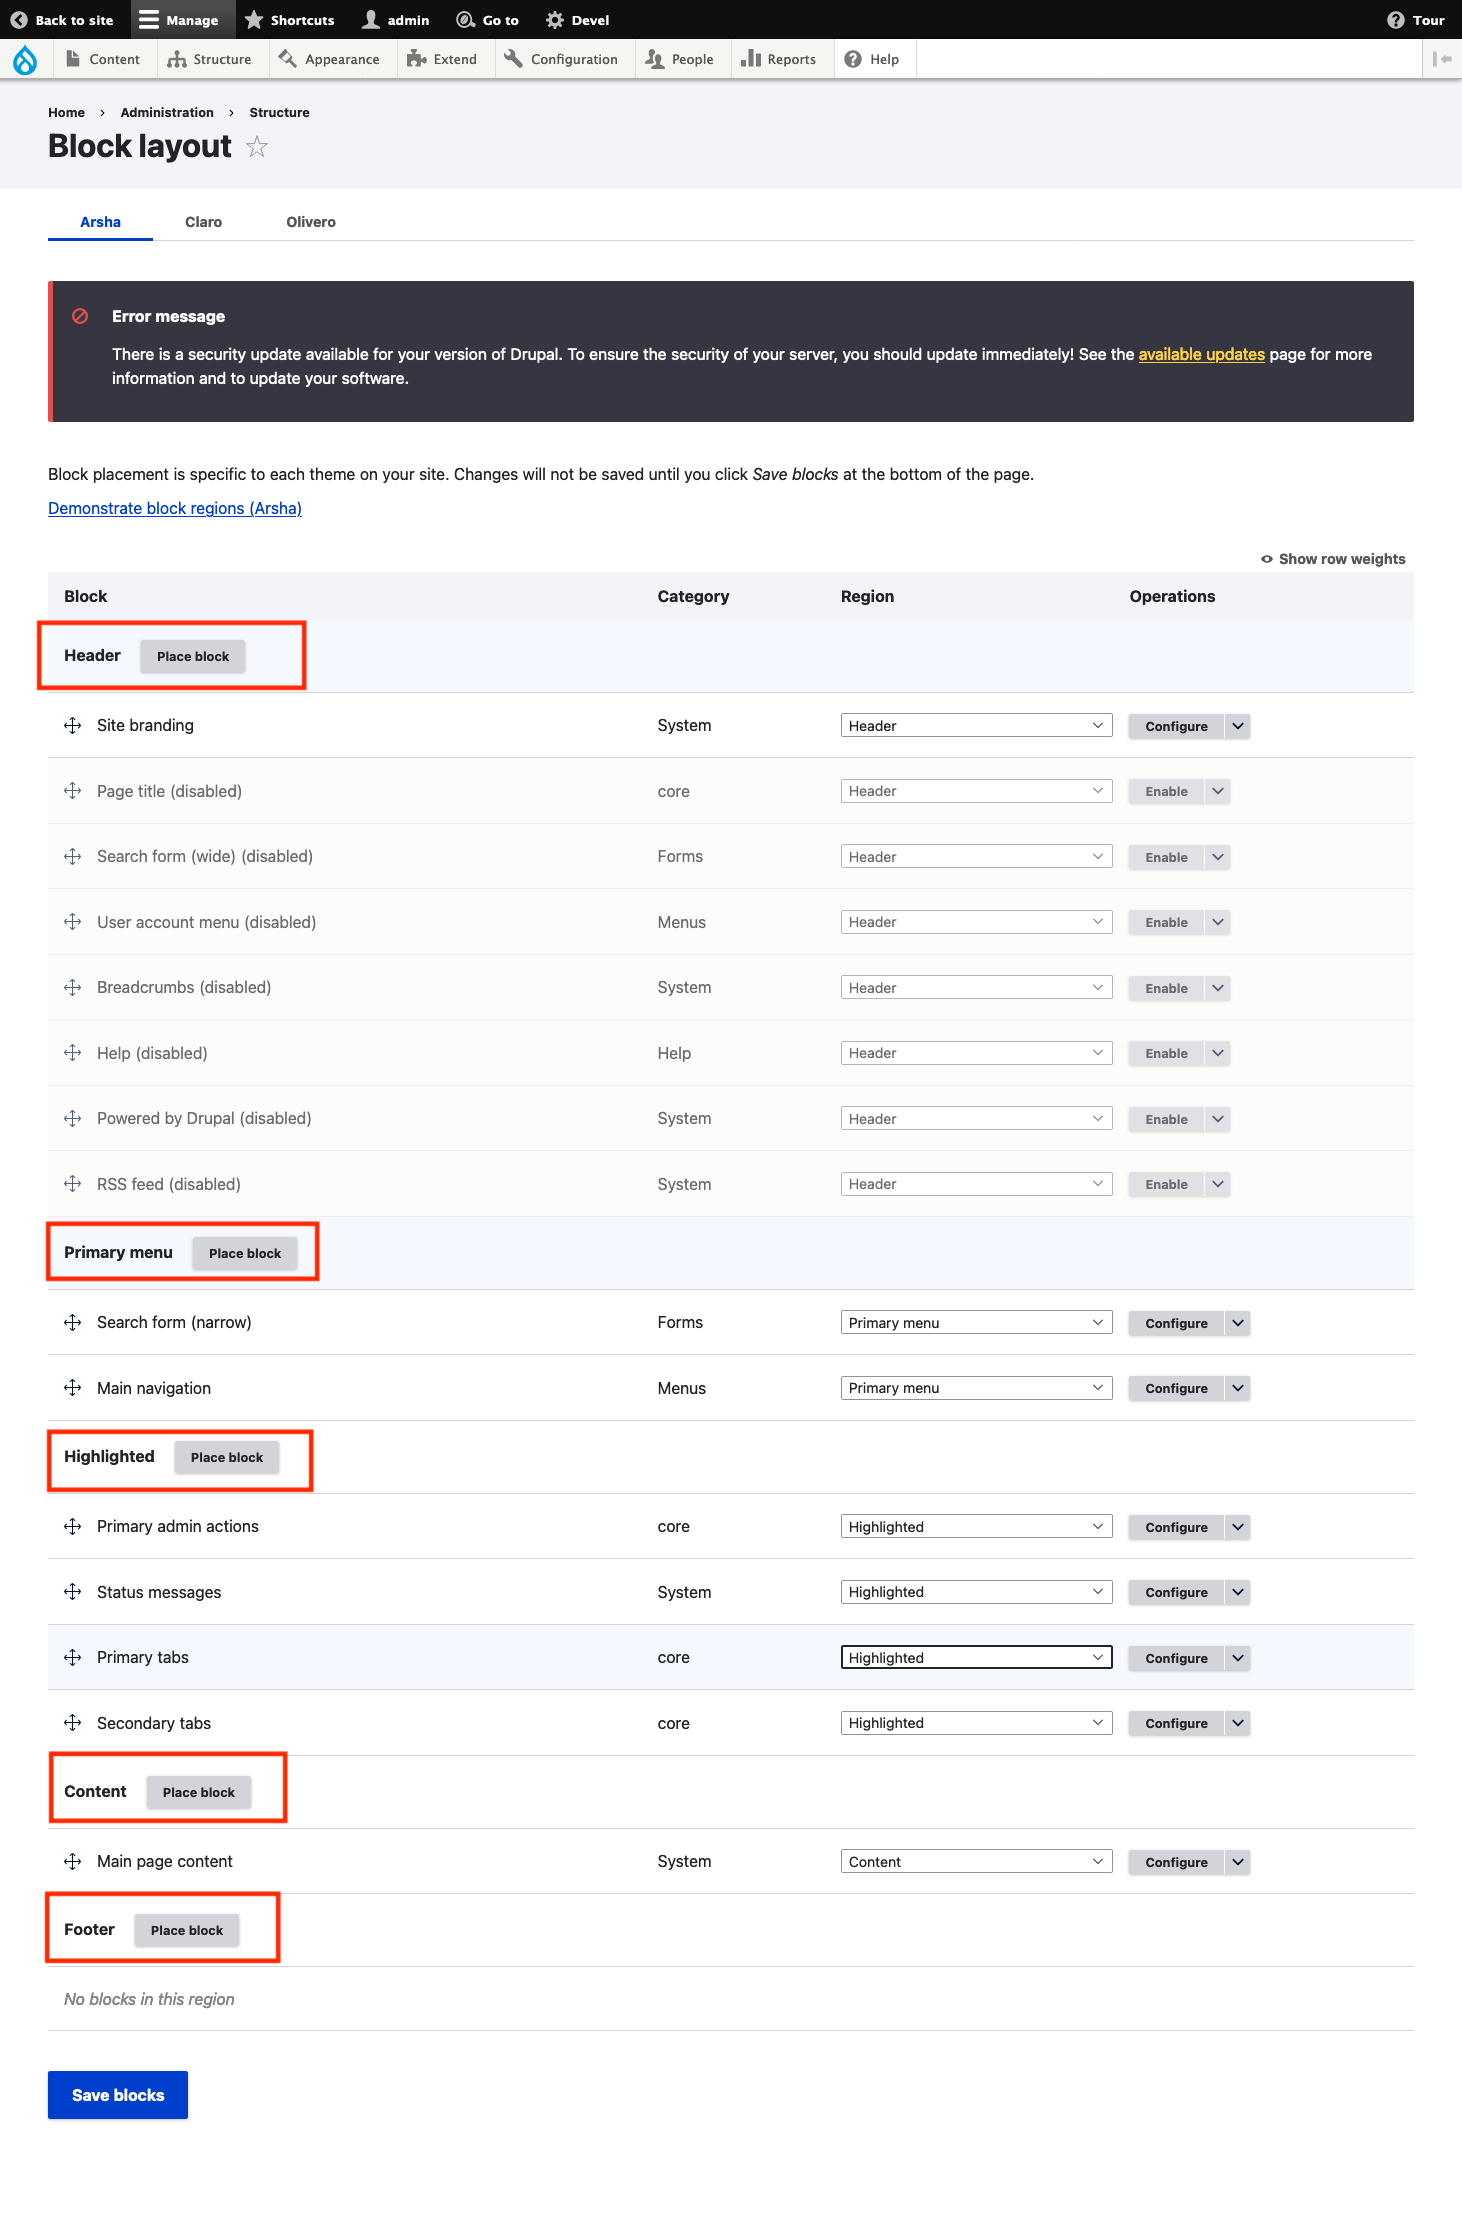 Back to site Manage Shortcuts admin Go to Devel Tour
Content Structure Appearance Extend Configuration People Reports Help
Home › Administration › Structure
Block layout
Arsha Claro Olivero
Error message
There is a security update available for your version of Drupal. To ensure the security of your server, you should update immediately! See the available updates page for more
information and to update your software.
Block placement is specific to each theme on your site. Changes will not be saved until you click Save blocks at the bottom of the page.
Demonstrate block regions (Arsha)
Show row weights
Block Category Region Operations
Header Place block
Site branding System Header Configure
Page title (disabled) core Header Enable
Search form (wide) (disabled) Forms Header Enable
User account menu (disabled) Menus Header Enable
Breadcrumbs (disabled) System Header Enable
Help (disabled) Help Header Enable
Powered by Drupal (disabled) System Header Enable
RSS feed (disabled) System Header Enable
Primary menu Place block
Search form (narrow) Forms Primary menu Configure
Main navigation Menus Primary menu Configure
Highlighted Place block
Primary admin actions core Highlighted Configure
Status messages System Highlighted Configure
Primary tabs core Highlighted Configure
Secondary tabs core Highlighted Configure
Content Place block
Main page content System Content Configure
Footer Place block
No blocks in this region
Save blocks